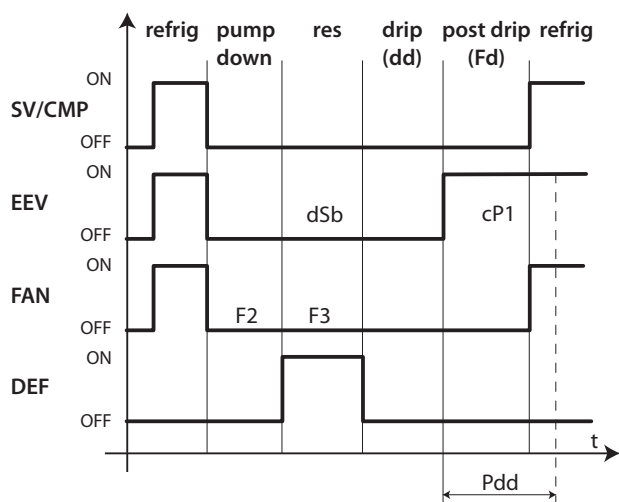 refrig pump down res drip (dd) post drip (Fd) refrig
ON
SV/CMP
OFF
ON
EEV
dSb cP1
OFF
ON
FAN
F2 F3
OFF
ON
DEF
OFF
t
Pdd